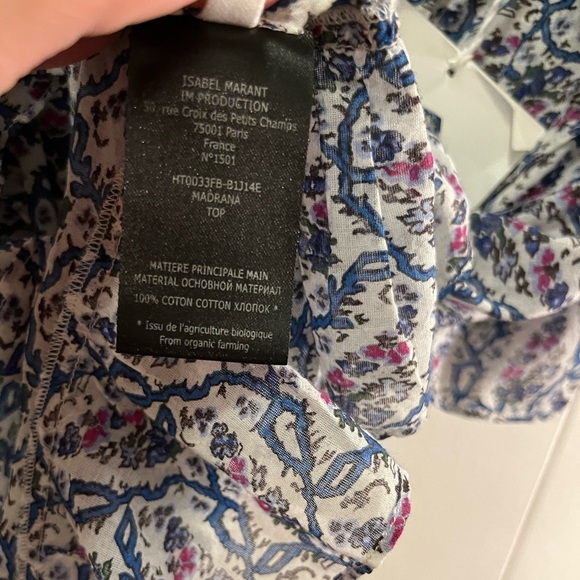 ISABEL MARANT
IM PRODUCTION
rue Croix des Petits Champs
75001 Paris
France
N°1501
HT0033FB-B1J14E
MADRANA
TOP
MATIERE PRINCIPALE MAIN
MATERIAL ОСНОВНОЙ МАТЕРИАЛ
100% COTON COTTON ХЛОПОК *
* Issu de l'agriculture biologique
From organic farming